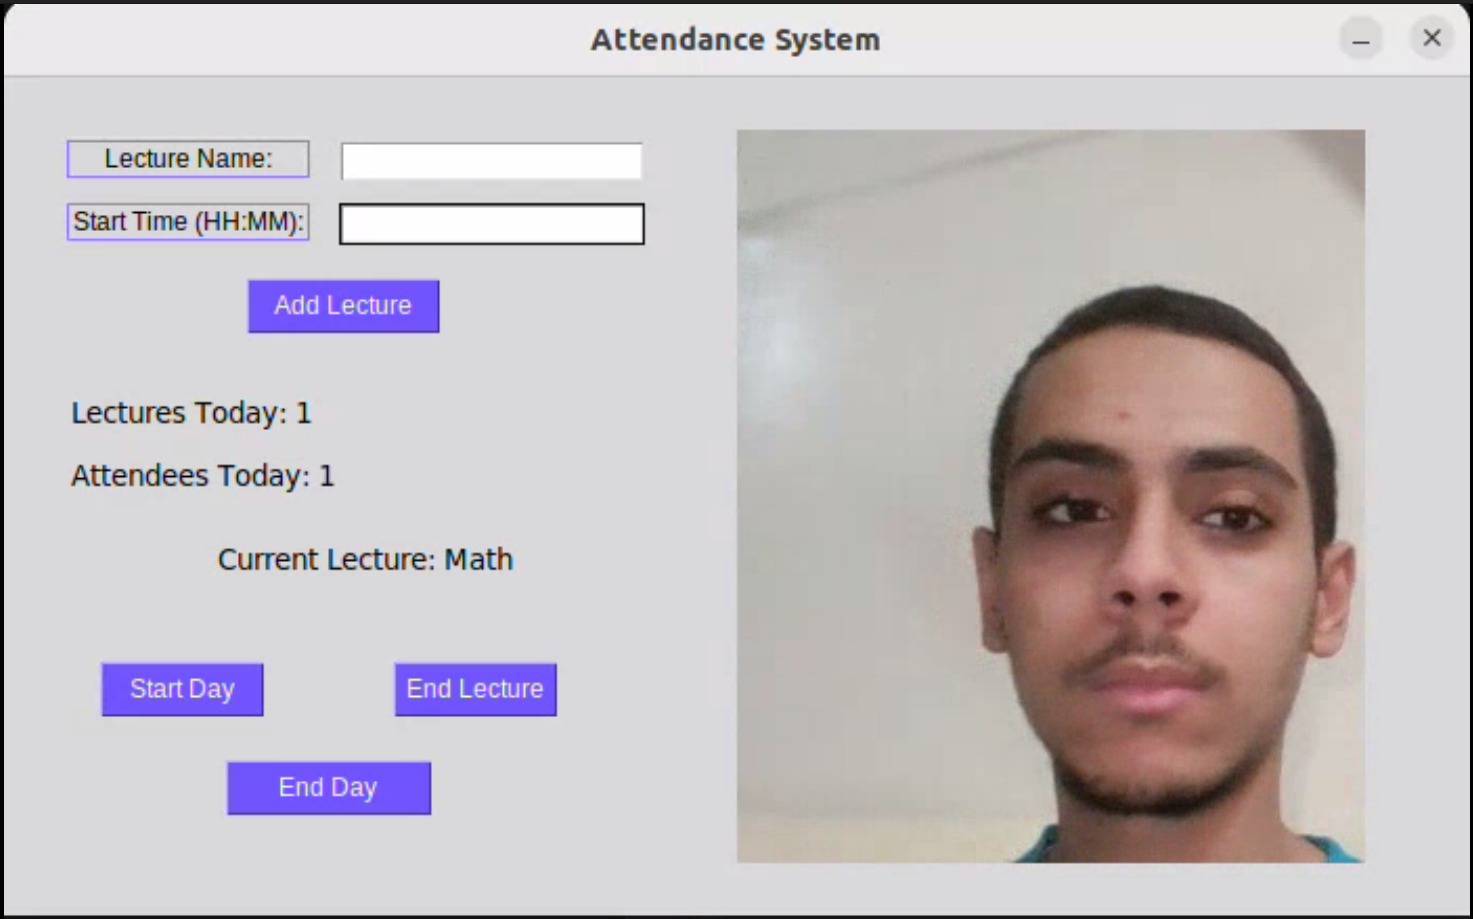 Attendance System
Lecture Name:
Start Time (HH:MM):
Add Lecture
Lectures Today: 1
Attendees Today: 1
Current Lecture: Math
Start Day
End Lecture
End Day